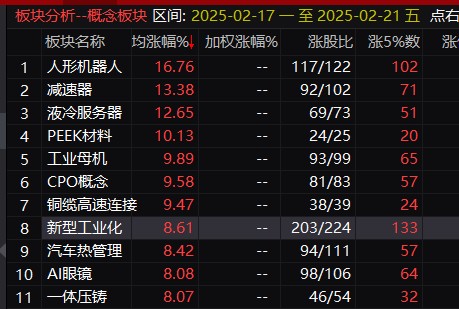 板块分析--概念板块 区间: 2025-02-17 一 至 2025-02-21 五 点右
板块名称 均涨幅%↓ 加权涨幅% 涨股比 涨5%数 涨
1 人形机器人 16.76 -- 117/122 102
2 减速器 13.38 -- 92/102 71
3 液冷服务器 12.65 -- 69/73 51
4 PEEK材料 10.13 -- 24/25 20
5 工业母机 9.89 -- 93/99 65
6 CPO概念 9.58 -- 81/83 57
7 铜缆高速连接 9.47 -- 38/39 24
8 新型工业化 8.61 -- 203/224 133
9 汽车热管理 8.42 -- 94/111 57
10 AI眼镜 8.08 -- 98/106 64
11 一体压铸 8.07 -- 46/54 32